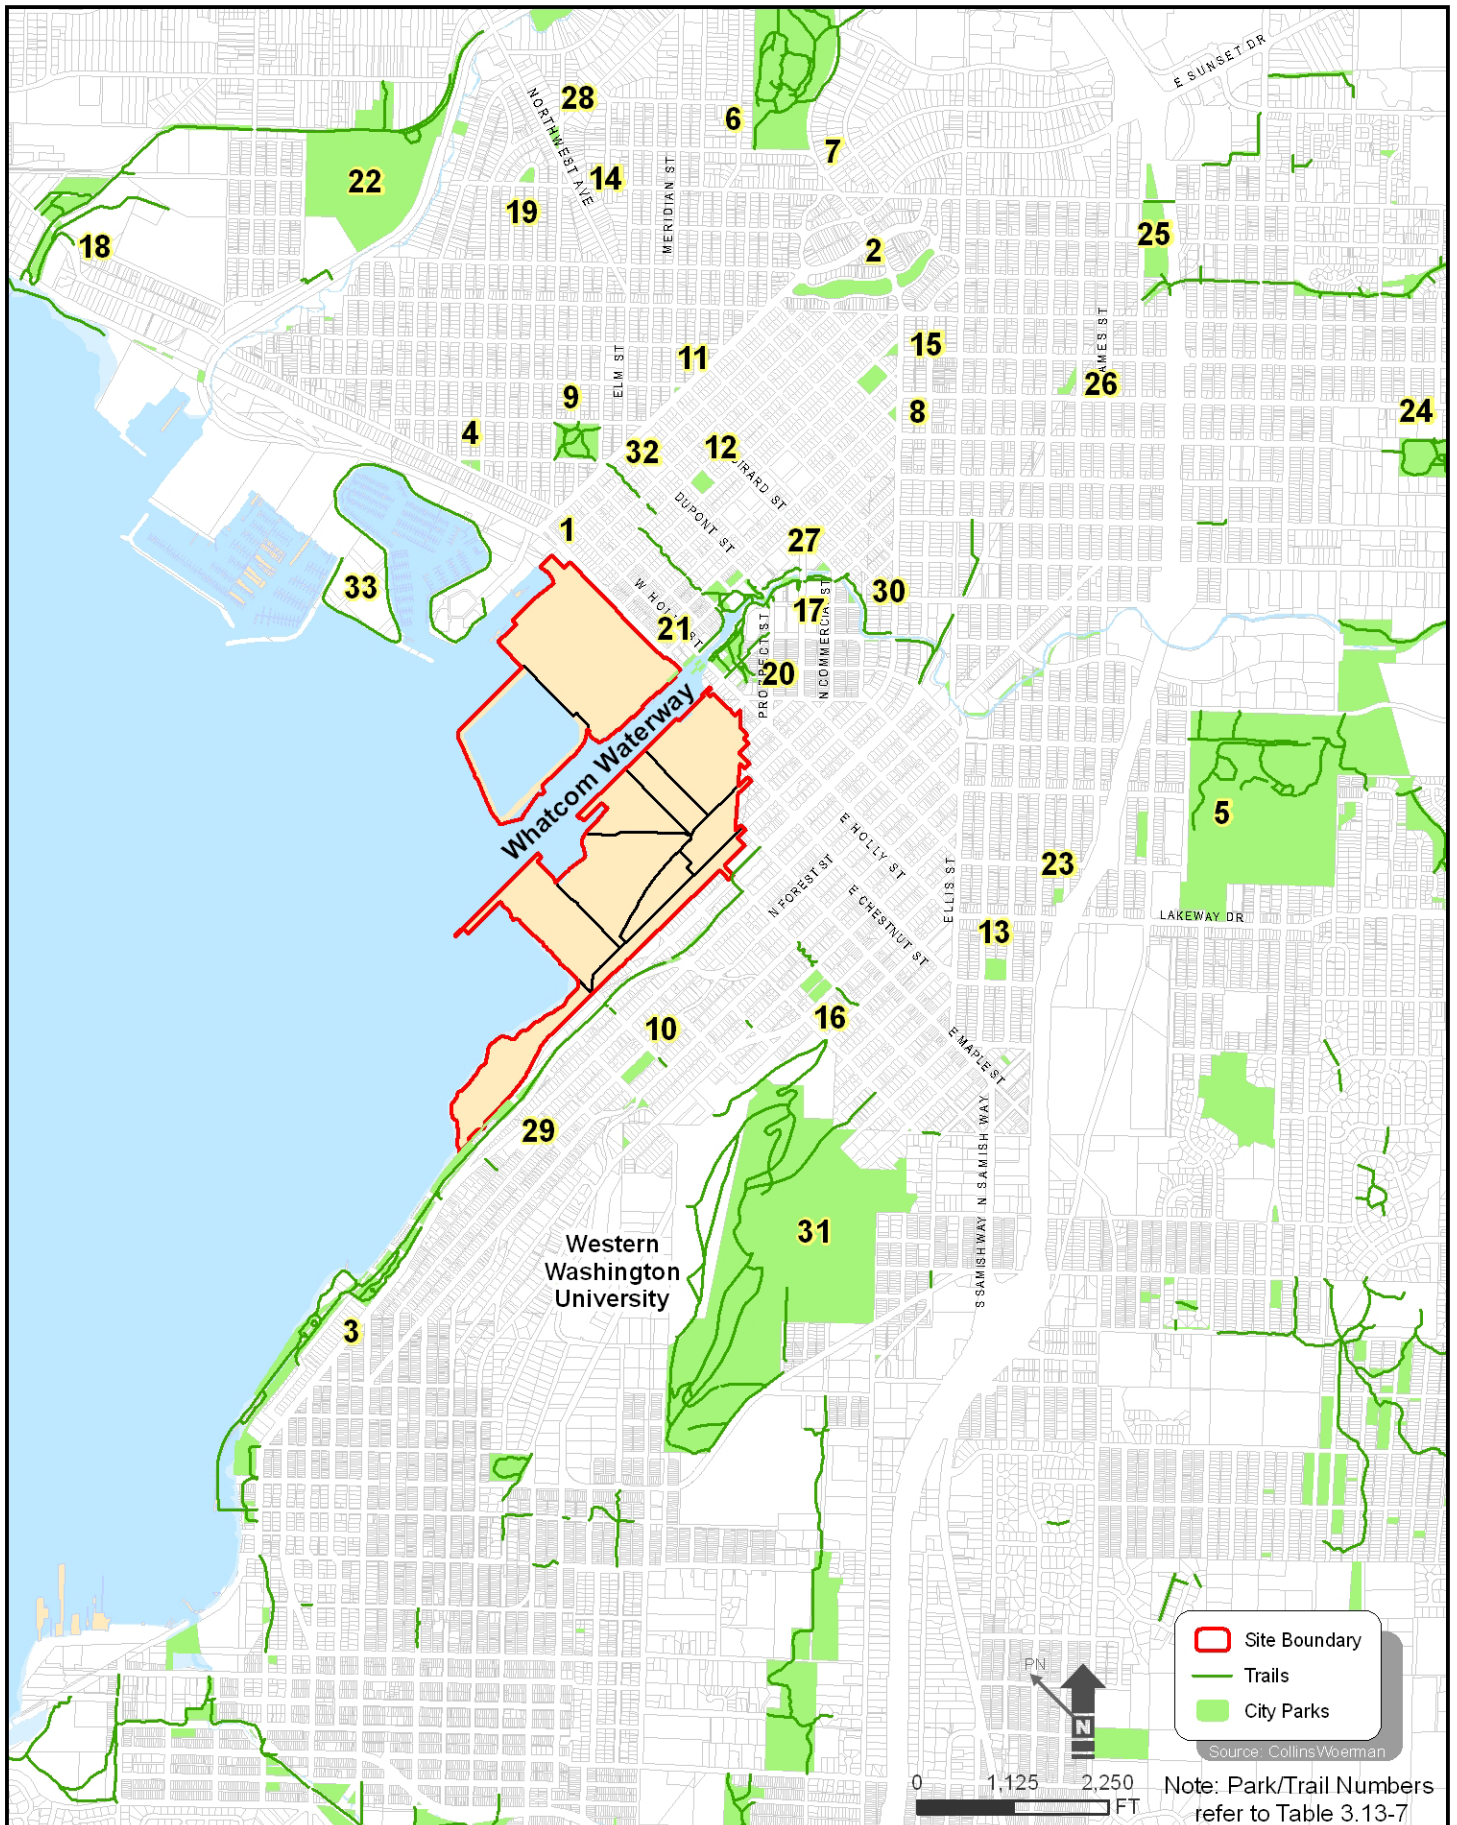 E SUNSET DR
28
NORTHWEST AVE
6
7
22
14
MERIDIAN ST
19
18
2
25
15
JAMES ST
11
ELM ST
26
9
8
24
4
32
12
GIRARD ST
DUPONT ST
1
27
33
W HOLLY ST
30
17
21
N COMMERCIAL ST
PROSPECT ST
20
Whatcom Waterway
5
E HOLLY ST
23
N FOREST ST
E CHESTNUT ST
ELLIS ST
LAKEWAY DR
13
16
10
E MAPLE ST
29
N SAMISH WAY
31
Western
Washington
University
S SAMISH WAY
3
Site Boundary
Trails
City Parks
Source: CollinsWoerman
PN
N
0 1,125 2,250
FT
Note: Park/Trail Numbers
refer to Table 3.13-7